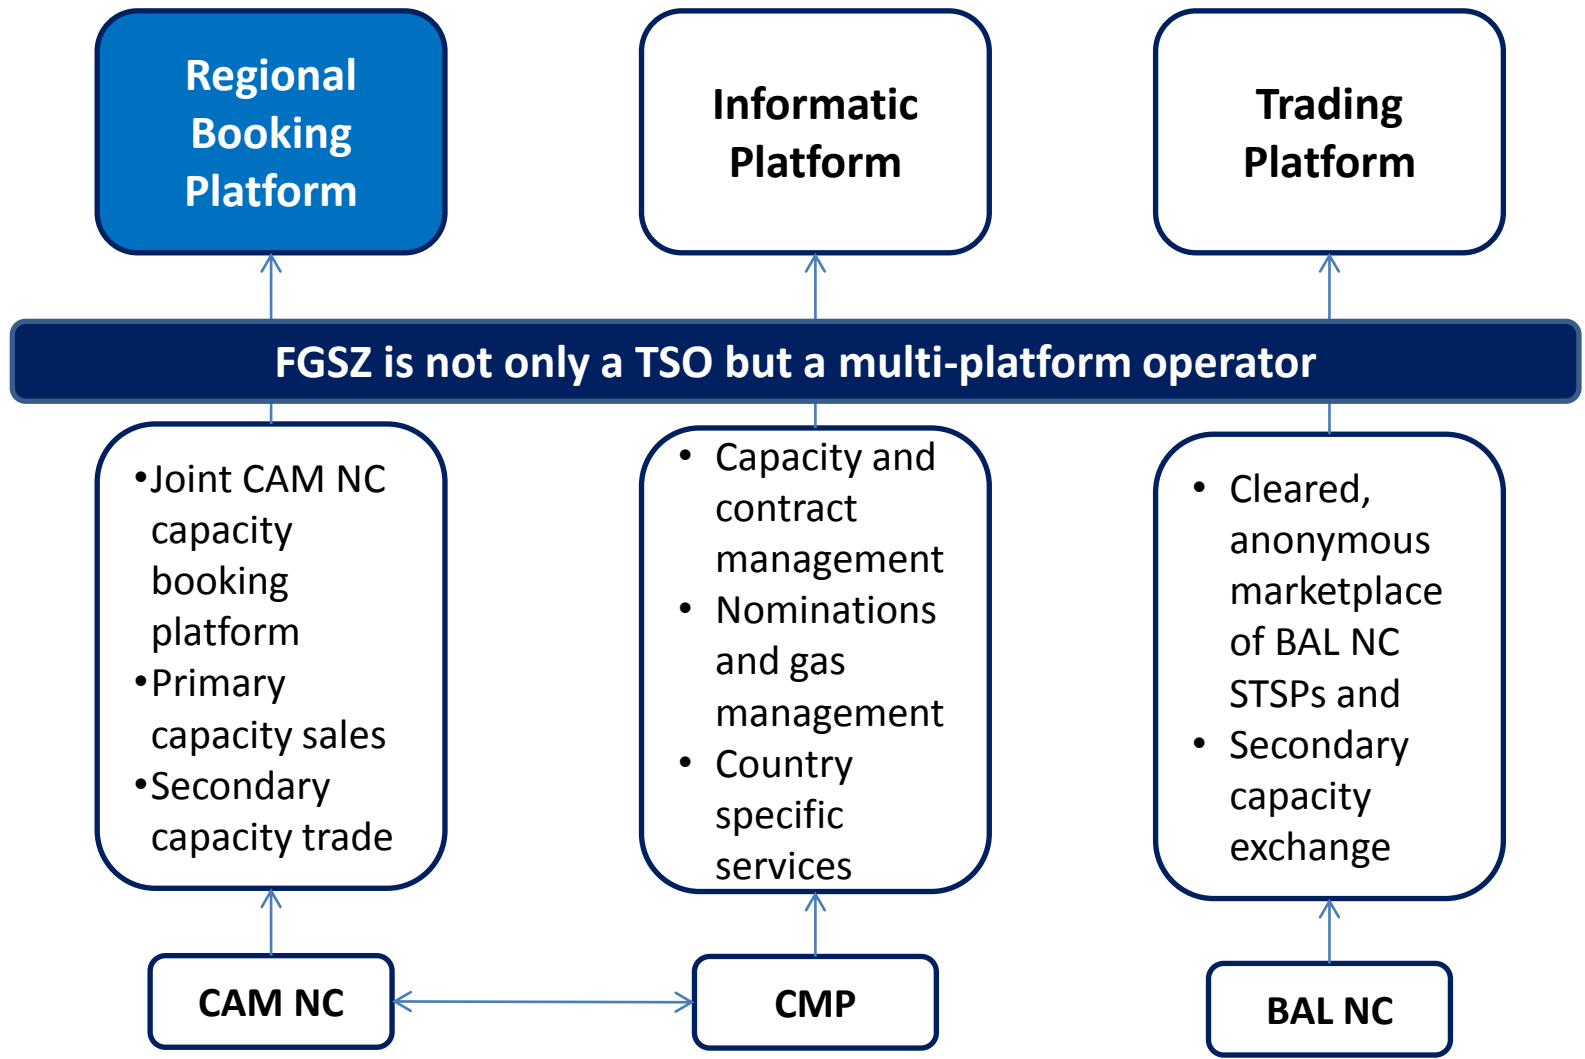 Regional
Booking
Platform
Informatic
Platform
Trading
Platform
FGSZ is not only a TSO but a multi-platform operator
•Joint CAM NC
capacity
booking
platform
•Primary
capacity sales
•Secondary
capacity trade
• Capacity and
contract
management
• Nominations
and gas
management
• Country
specific
services
• Cleared,
anonymous
marketplace
of BAL NC
STSPs and
• Secondary
capacity
exchange
CAM NC
CMP
BAL NC